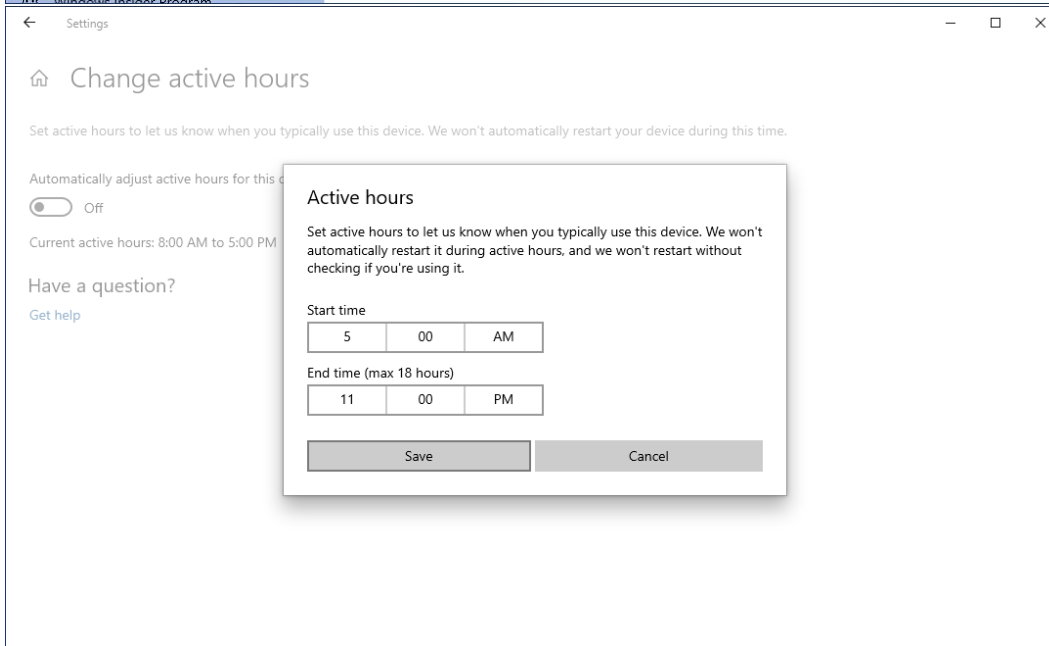 Windows Insider Program
Settings
Change active hours
Set active hours to let us know when you typically use this device. We won't automatically restart your device during this time.
Automatically adjust active hours for this
Off
Current active hours: 8:00 AM to 5:00 PM
Have a question?
Get help
Active hours
Set active hours to let us know when you typically use this device. We won't
automatically restart it during active hours, and we won't restart without
checking if you're using it.
Start time
5 00 AM
End time (max 18 hours)
11 00 PM
Save Cancel